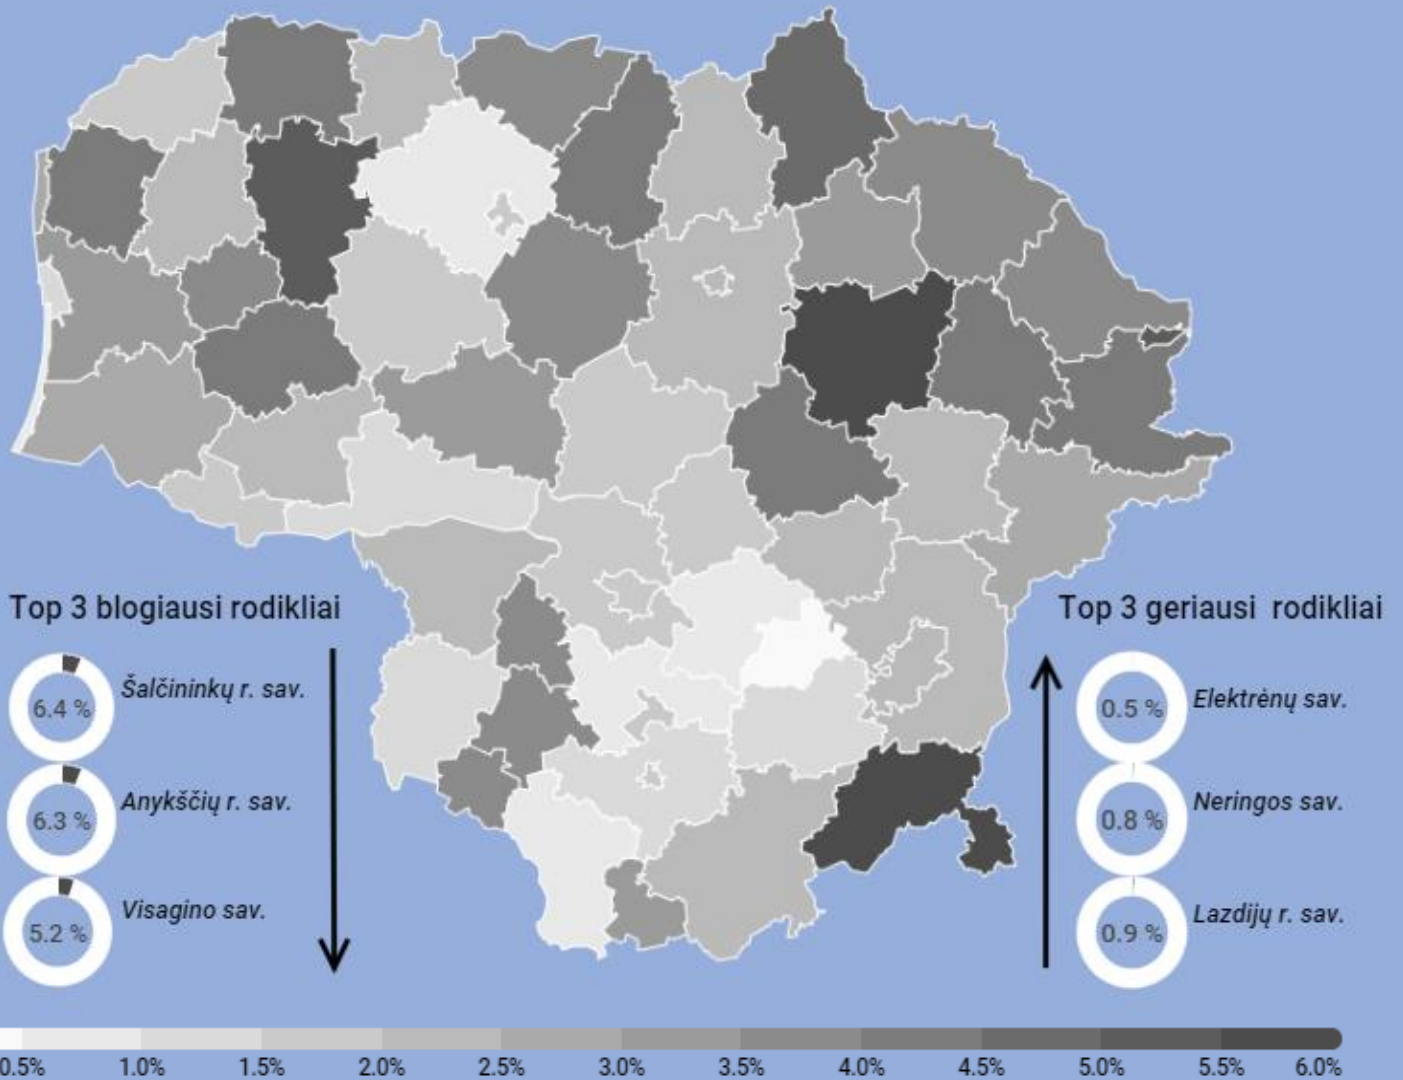 Top 3 blogiausi rodikliai
6.4 %
Šalčininkų r. sav.
6.3 %
Anykščių r. sav.
5.2 %
Visagino sav.
Top 3 geriausi rodikliai
0.5 %
Elektrėnų sav.
0.8 %
Neringos sav.
0.9 %
Lazdijų r. sav.
0.5% 1.0% 1.5% 2.0% 2.5% 3.0% 3.5% 4.0% 4.5% 5.0% 5.5% 6.0%